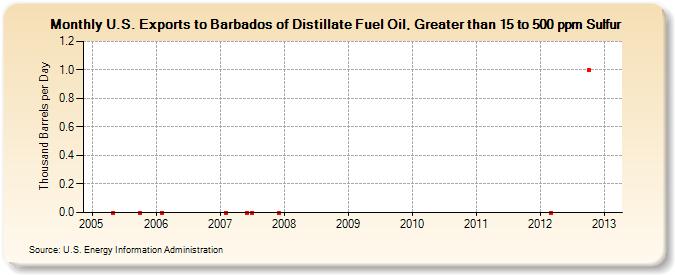 Monthly U.S. Exports to Barbados of Distillate Fuel Oil, Greater than 15 to 500 ppm Sulfur
Thousand Barrels per Day
1.2
1.0
0.8
0.6
0.4
0.2
0.0
2005 2006 2007 2008 2009 2010 2011 2012 2013
Source: U.S. Energy Information Administration